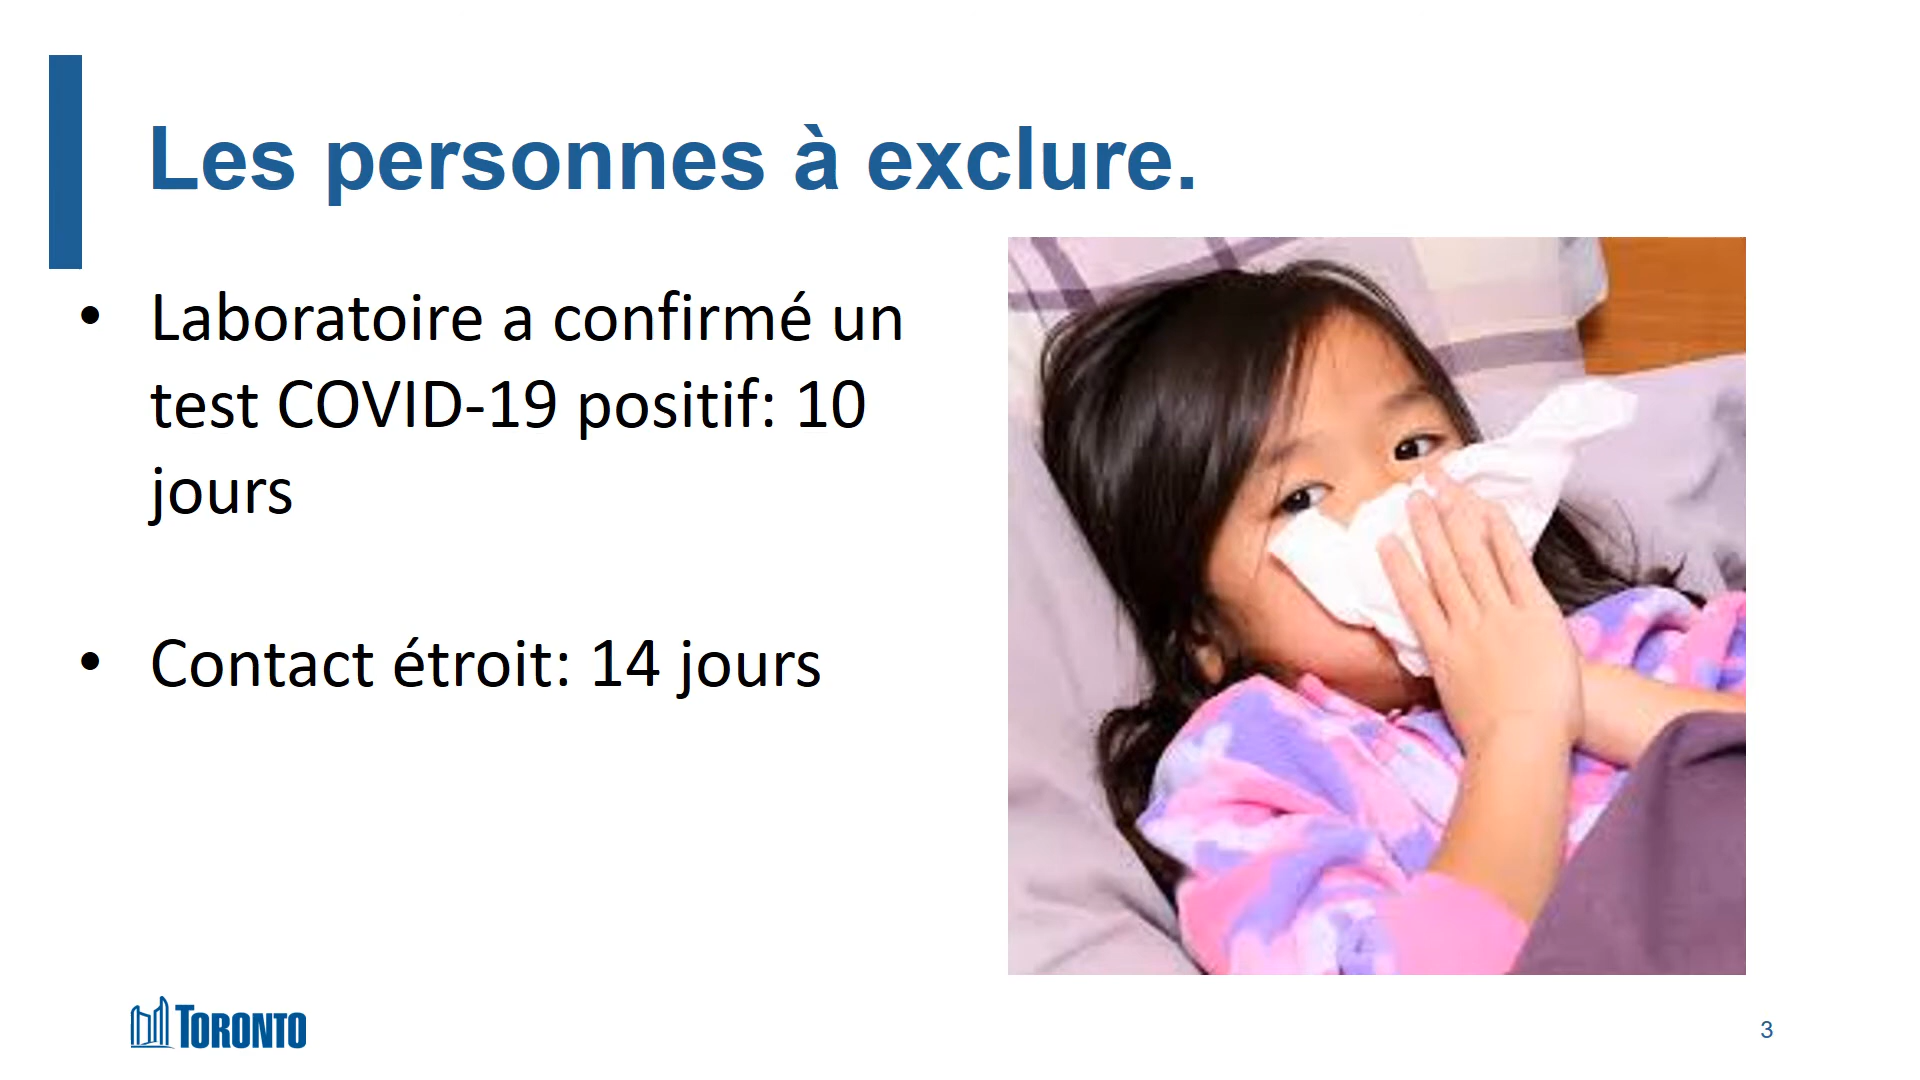 Les personnes à exclure.
• Laboratoire a confirmé un
test COVID-19 positif: 10
jours
• Contact étroit: 14 jours
TORONTO
3